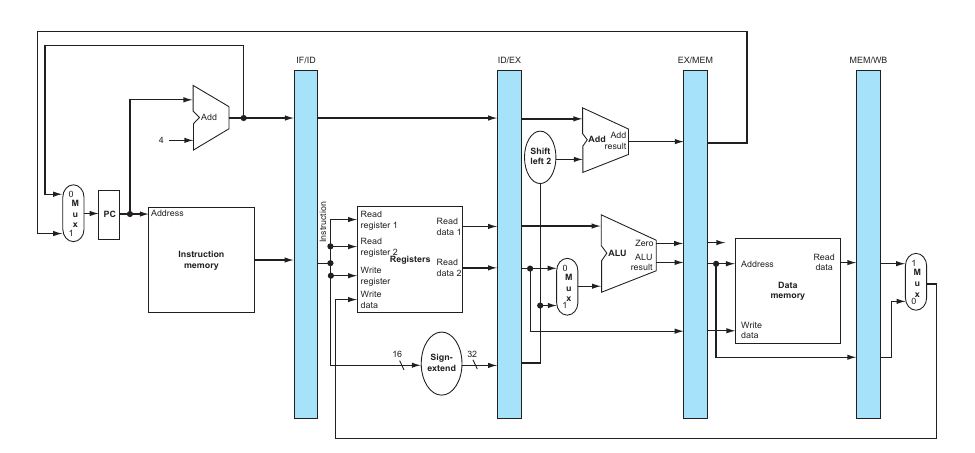 IF/ID
ID/EX
EX/MEM
MEM/WB
Add
4
0
M
u
x
1
PC
Address
Instruction
memory
Instruction
Read
register 1
Read
register 2
Registers
Write
register
Write
data
Read
data 1
Read
data 2
16
Sign-
extend
32
Shift
left 2
Add
Add
result
0
M
u
x
1
ALU
Zero
ALU
result
Address
Read
data
Data
memory
Write
data
1
M
u
x
0